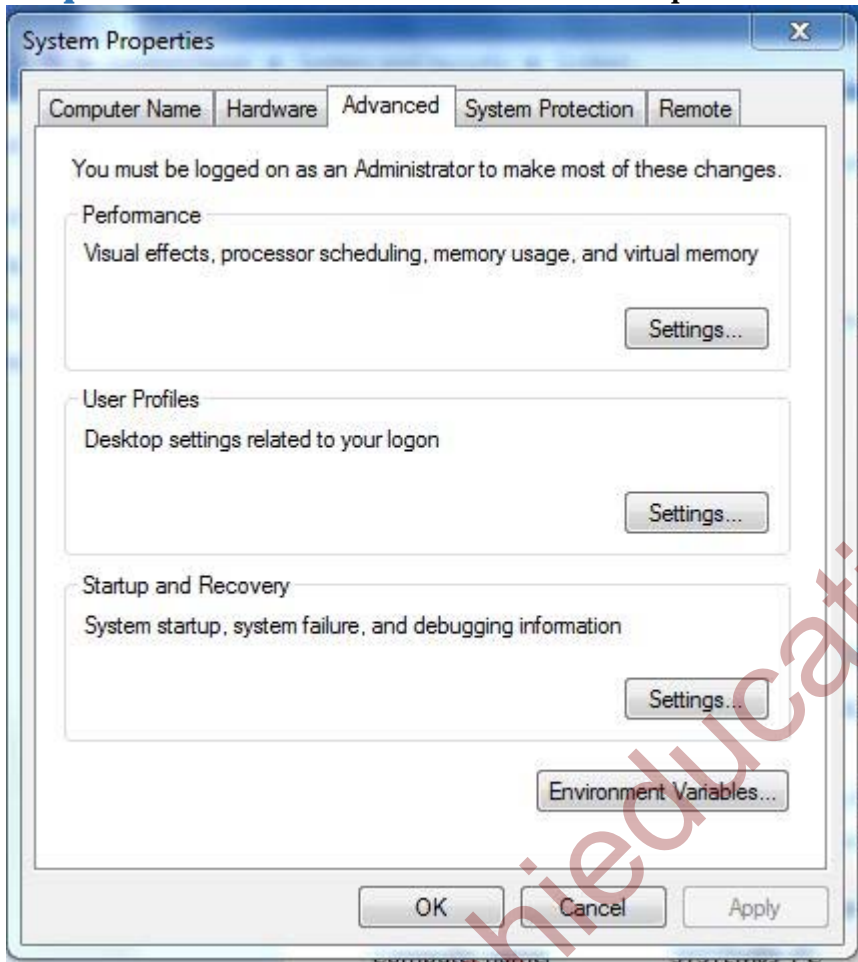 System Properties
Computer Name Hardware Advanced System Protection Remote
You must be logged on as an Administrator to make most of these changes.
Performance
Visual effects, processor scheduling, memory usage, and virtual memory
Settings...
User Profiles
Desktop settings related to your logon
Settings...
Startup and Recovery
System startup, system failure, and debugging information
Settings...
Environment Variables...
OK Cancel Apply